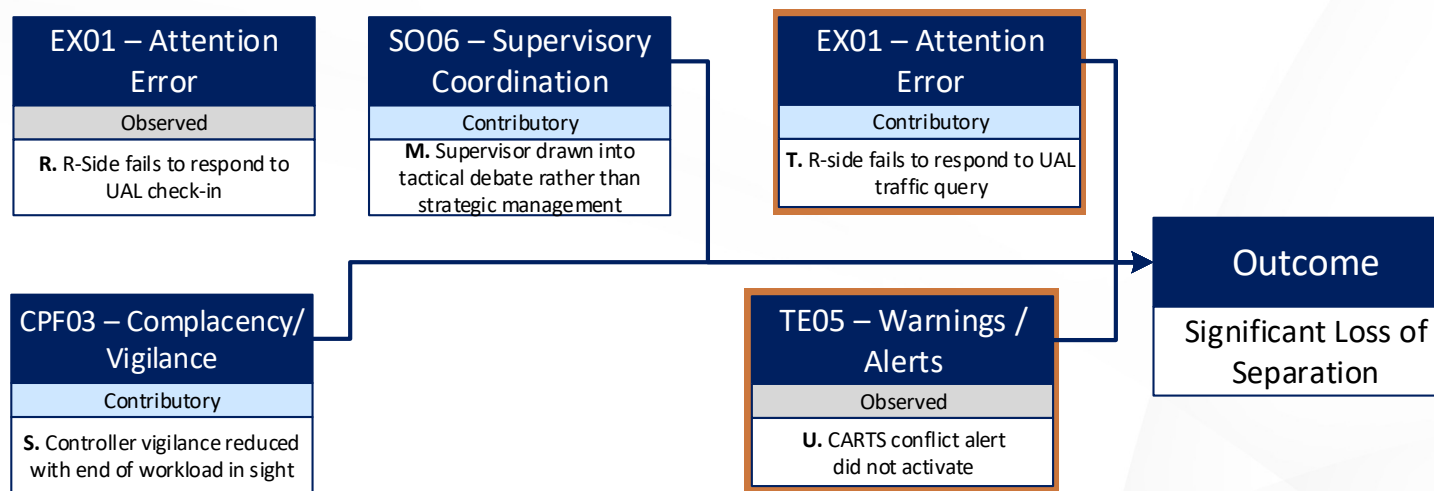 EX01 – Attention
Error
Observed
R. R-Side fails to respond to
UAL check-in
SO06 – Supervisory
Coordination
Contributory
M. Supervisor drawn into
tactical debate rather than
strategic management
EX01 – Attention
Error
Contributory
T. R-side fails to respond to UAL
traffic query
CPF03 – Complacency/
Vigilance
Contributory
S. Controller vigilance reduced
with end of workload in sight
TE05 – Warnings /
Alerts
Observed
U. CARTS conflict alert
did not activate
Outcome
Significant Loss of
Separation